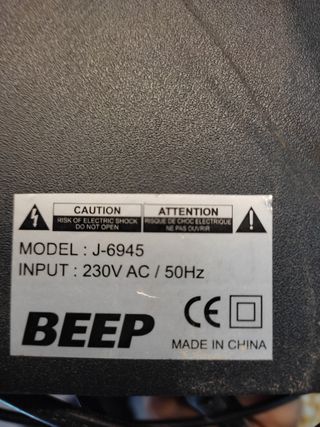 CAUTION
RISK OF ELECTRIC SHOCK
DO NOT OPEN
ATTENTION
RISQUE DE CHOC ELECTRIQUE
NE PAS OUVRIR
MODEL : J-6945
INPUT : 230V AC / 50Hz
BEEP
CE
MADE IN CHINA